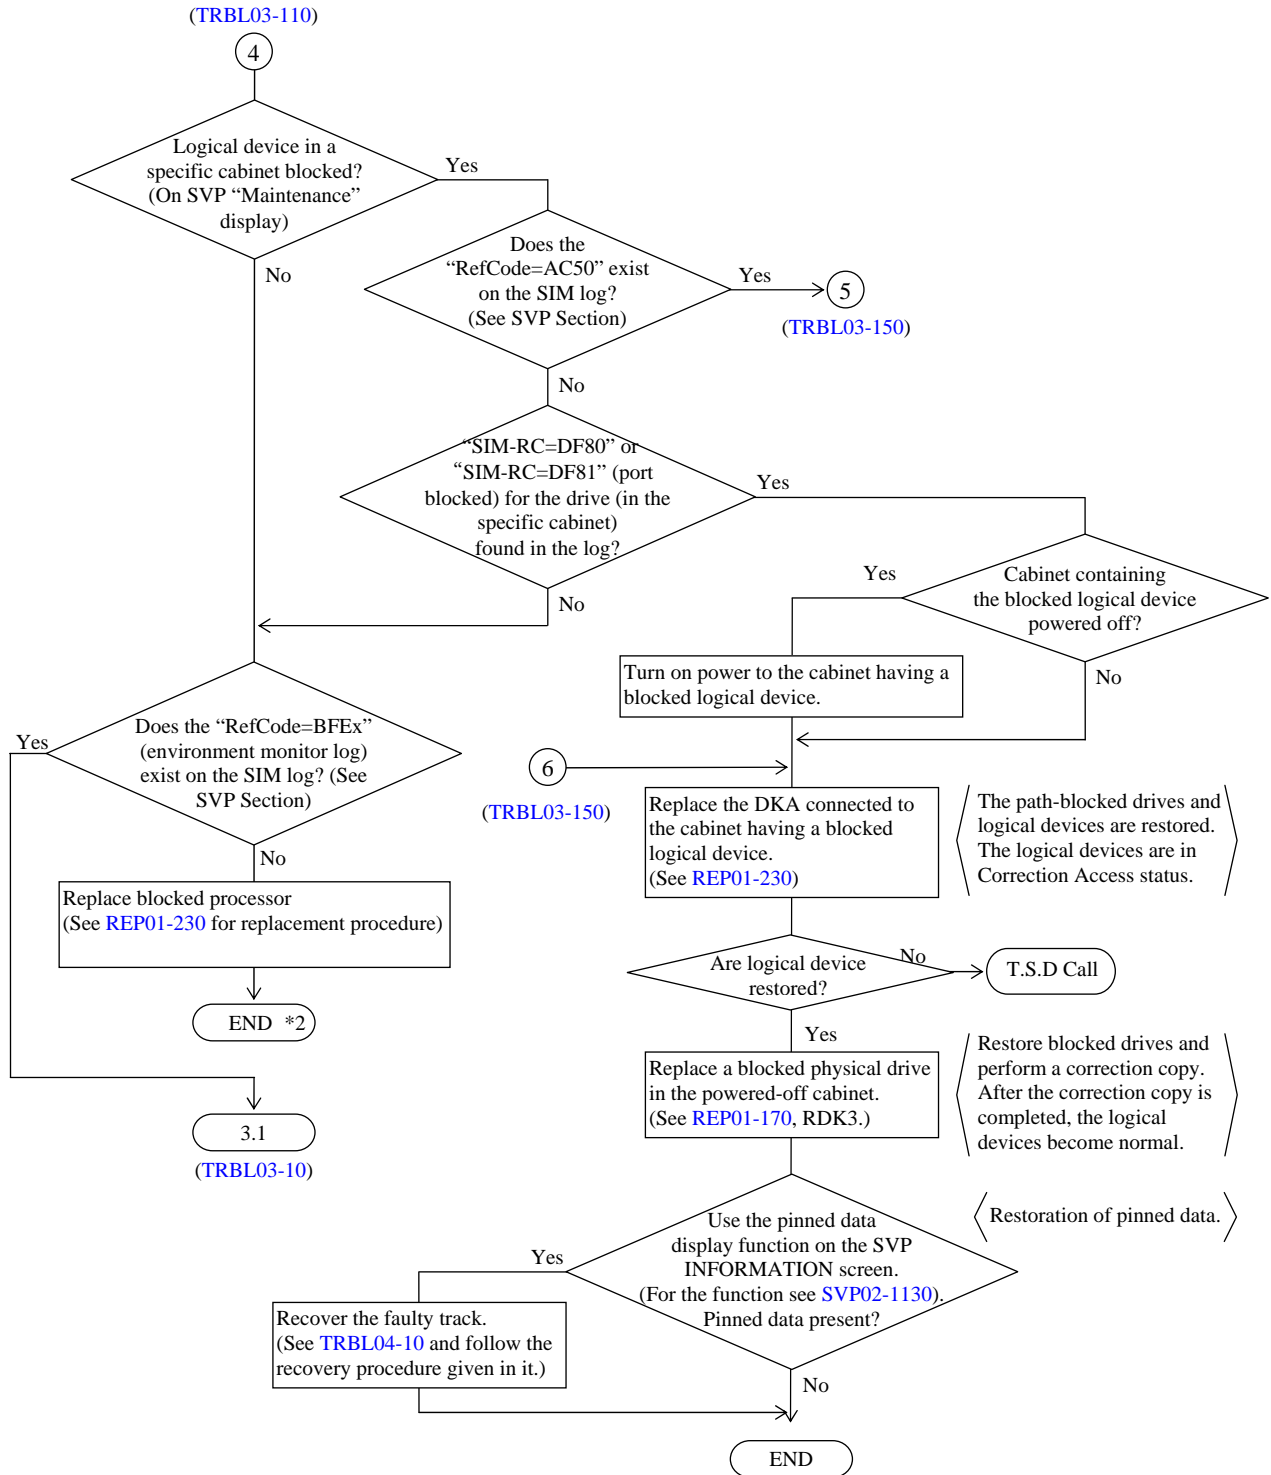 (TRBL03-110)
4
Logical device in a
specific cabinet blocked?
(On SVP “Maintenance”
display)
Yes
No
Does the
“RefCode=AC50” exist
on the SIM log?
(See SVP Section)
Yes
5
(TRBL03-150)
No
“SIM-RC=DF80” or
“SIM-RC=DF81” (port
blocked) for the drive (in the
specific cabinet)
found in the log?
Yes
No
Cabinet containing
the blocked logical device
powered off?
Yes
No
Turn on power to the cabinet having a
blocked logical device.
Does the “RefCode=BFEx”
(environment monitor log)
exist on the SIM log? (See
SVP Section)
Yes
No
6
(TRBL03-150)
Replace the DKA connected to
the cabinet having a blocked
logical device.
(See REP01-230)
The path-blocked drives and
logical devices are restored.
The logical devices are in
Correction Access status.
Replace blocked processor
(See REP01-230 for replacement procedure)
END *2
3.1
(TRBL03-10)
Are logical device
restored?
No
T.S.D Call
Yes
Replace a blocked physical drive
in the powered-off cabinet.
(See REP01-170, RDK3.)
Restore blocked drives and
perform a correction copy.
After the correction copy is
completed, the logical
devices become normal.
Use the pinned data
display function on the SVP
INFORMATION screen.
(For the function see SVP02-1130).
Pinned data present?
Restoration of pinned data.
Yes
No
Recover the faulty track.
(See TRBL04-10 and follow the
recovery procedure given in it.)
END